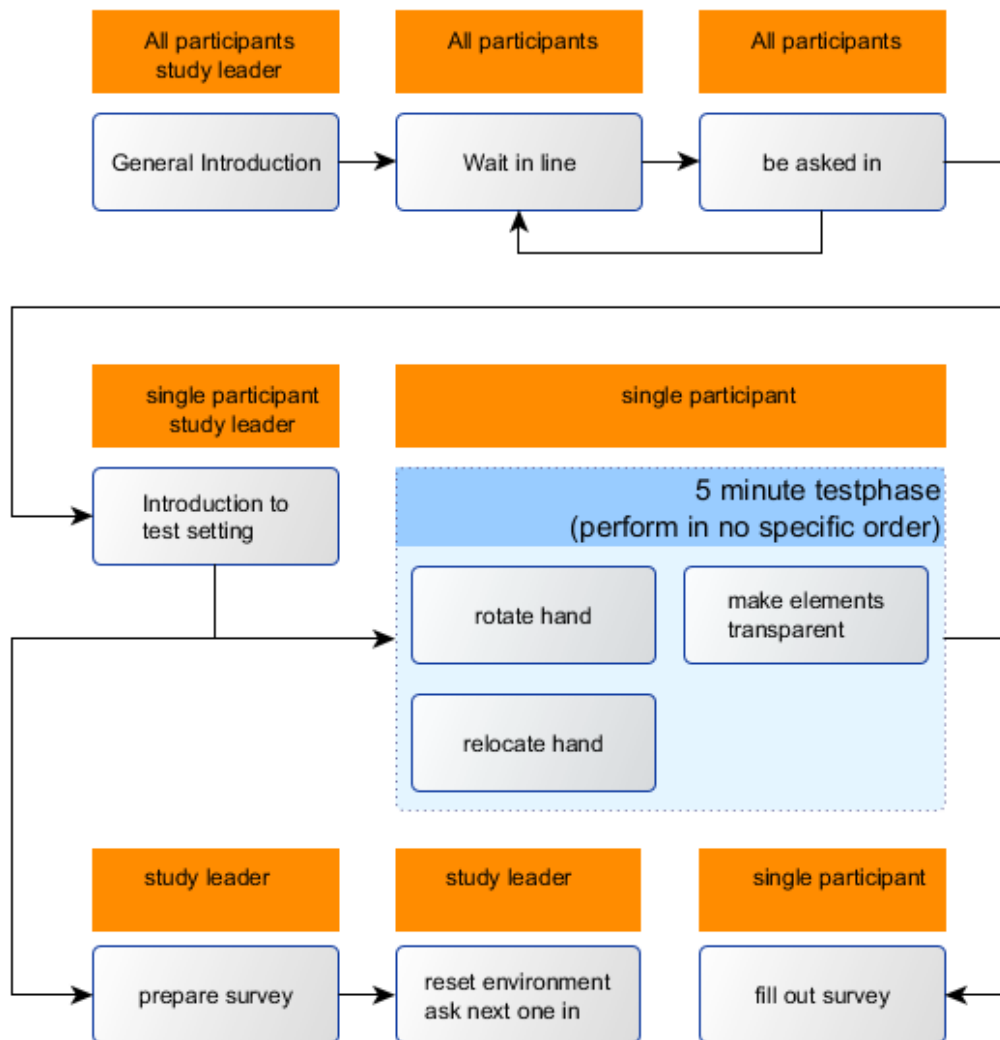 All participants
study leader
All participants
All participants
General Introduction
Wait in line
be asked in
single participant
study leader
single participant
Introduction to
test setting
5 minute testphase
(perform in no specific order)
rotate hand
make elements
transparent
relocate hand
study leader
study leader
single participant
prepare survey
reset environment
ask next one in
fill out survey